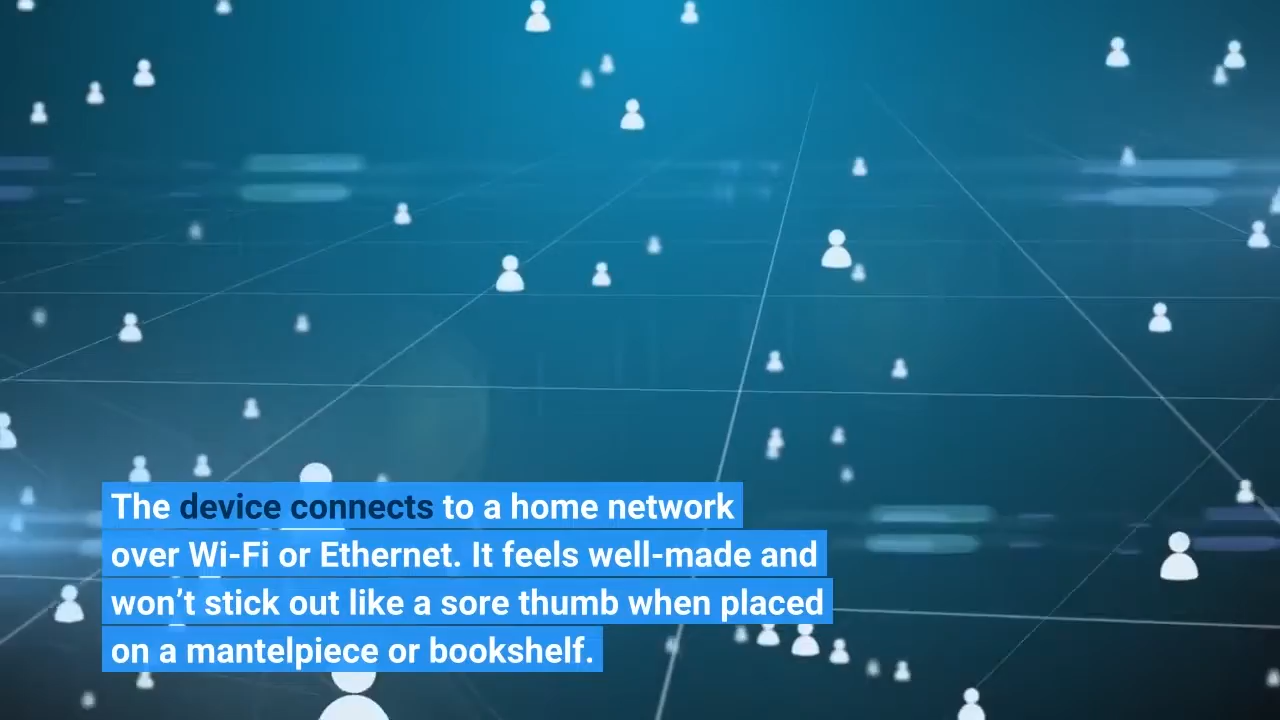 The device connects to a home network
over Wi-Fi or Ethernet. It feels well-made and
won’t stick out like a sore thumb when placed
on a mantelpiece or bookshelf.